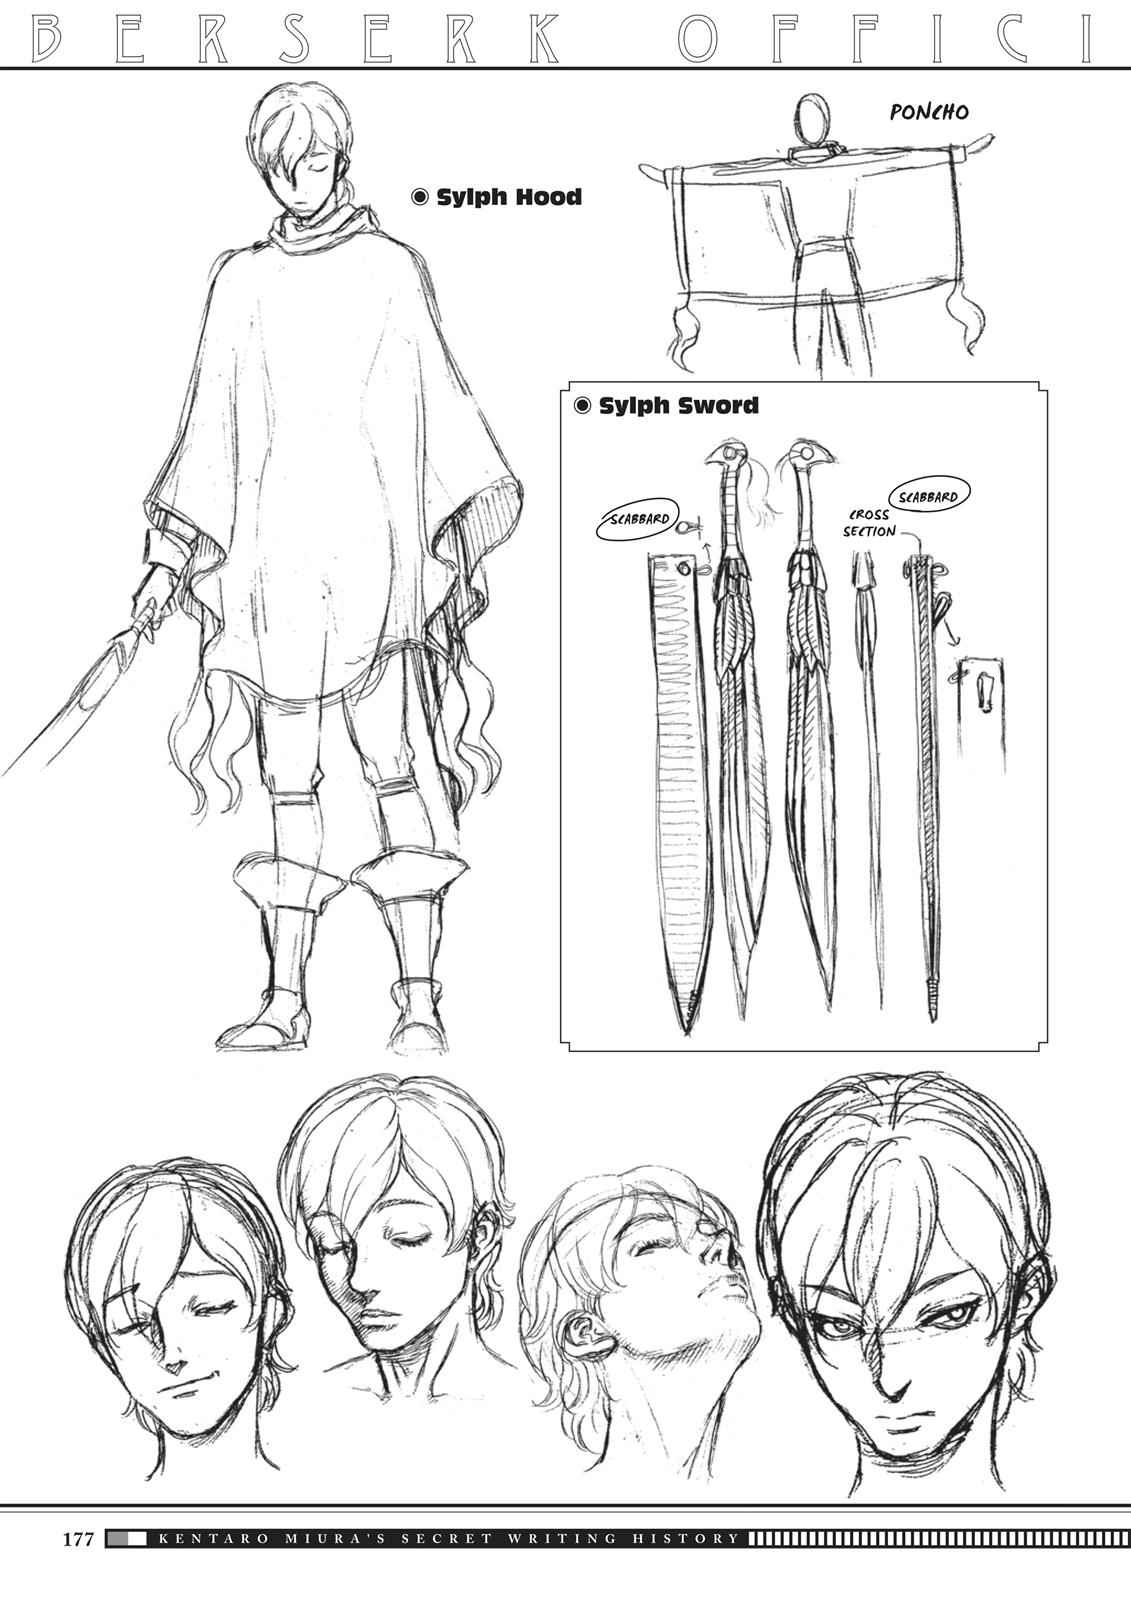 BERSERK OFFICI
PONCHO
Sylph Hood
Sylph Sword
SCABBARD
SCABBARD
CROSS
SECTION
177
KENTARO MIURA'S SECRET WRITING HISTORY